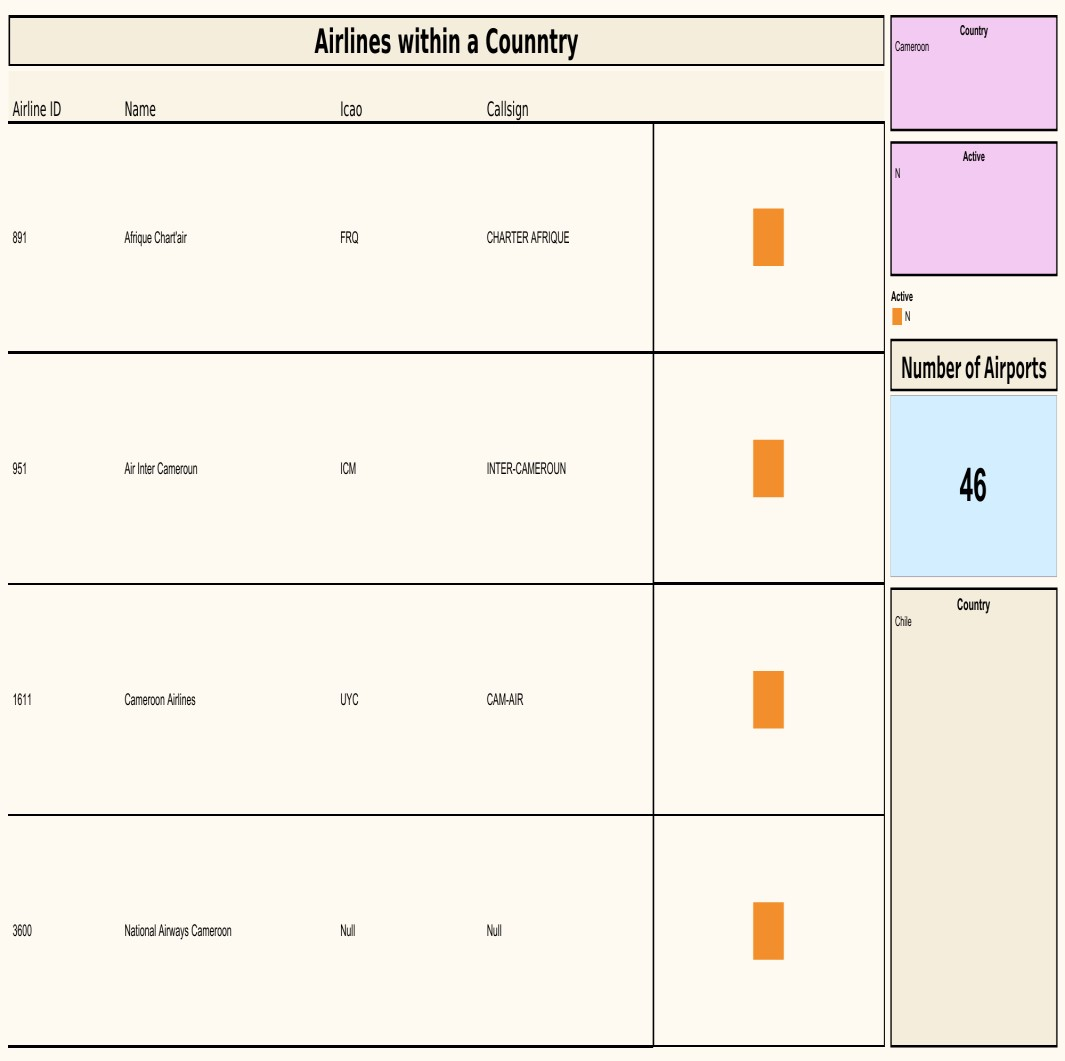 Airlines within a Counntry
Airline ID Name Icao Callsign
891 Afrique Chart'air FRQ CHARTER AFRIQUE
951 Air Inter Cameroun ICM INTER-CAMEROUN
1611 Cameroon Airlines UYC CAM-AIR
3600 National Airways Cameroon Null Null
Country
Cameroon
Active
N
Active
N
Number of Airports
46
Country
Chile